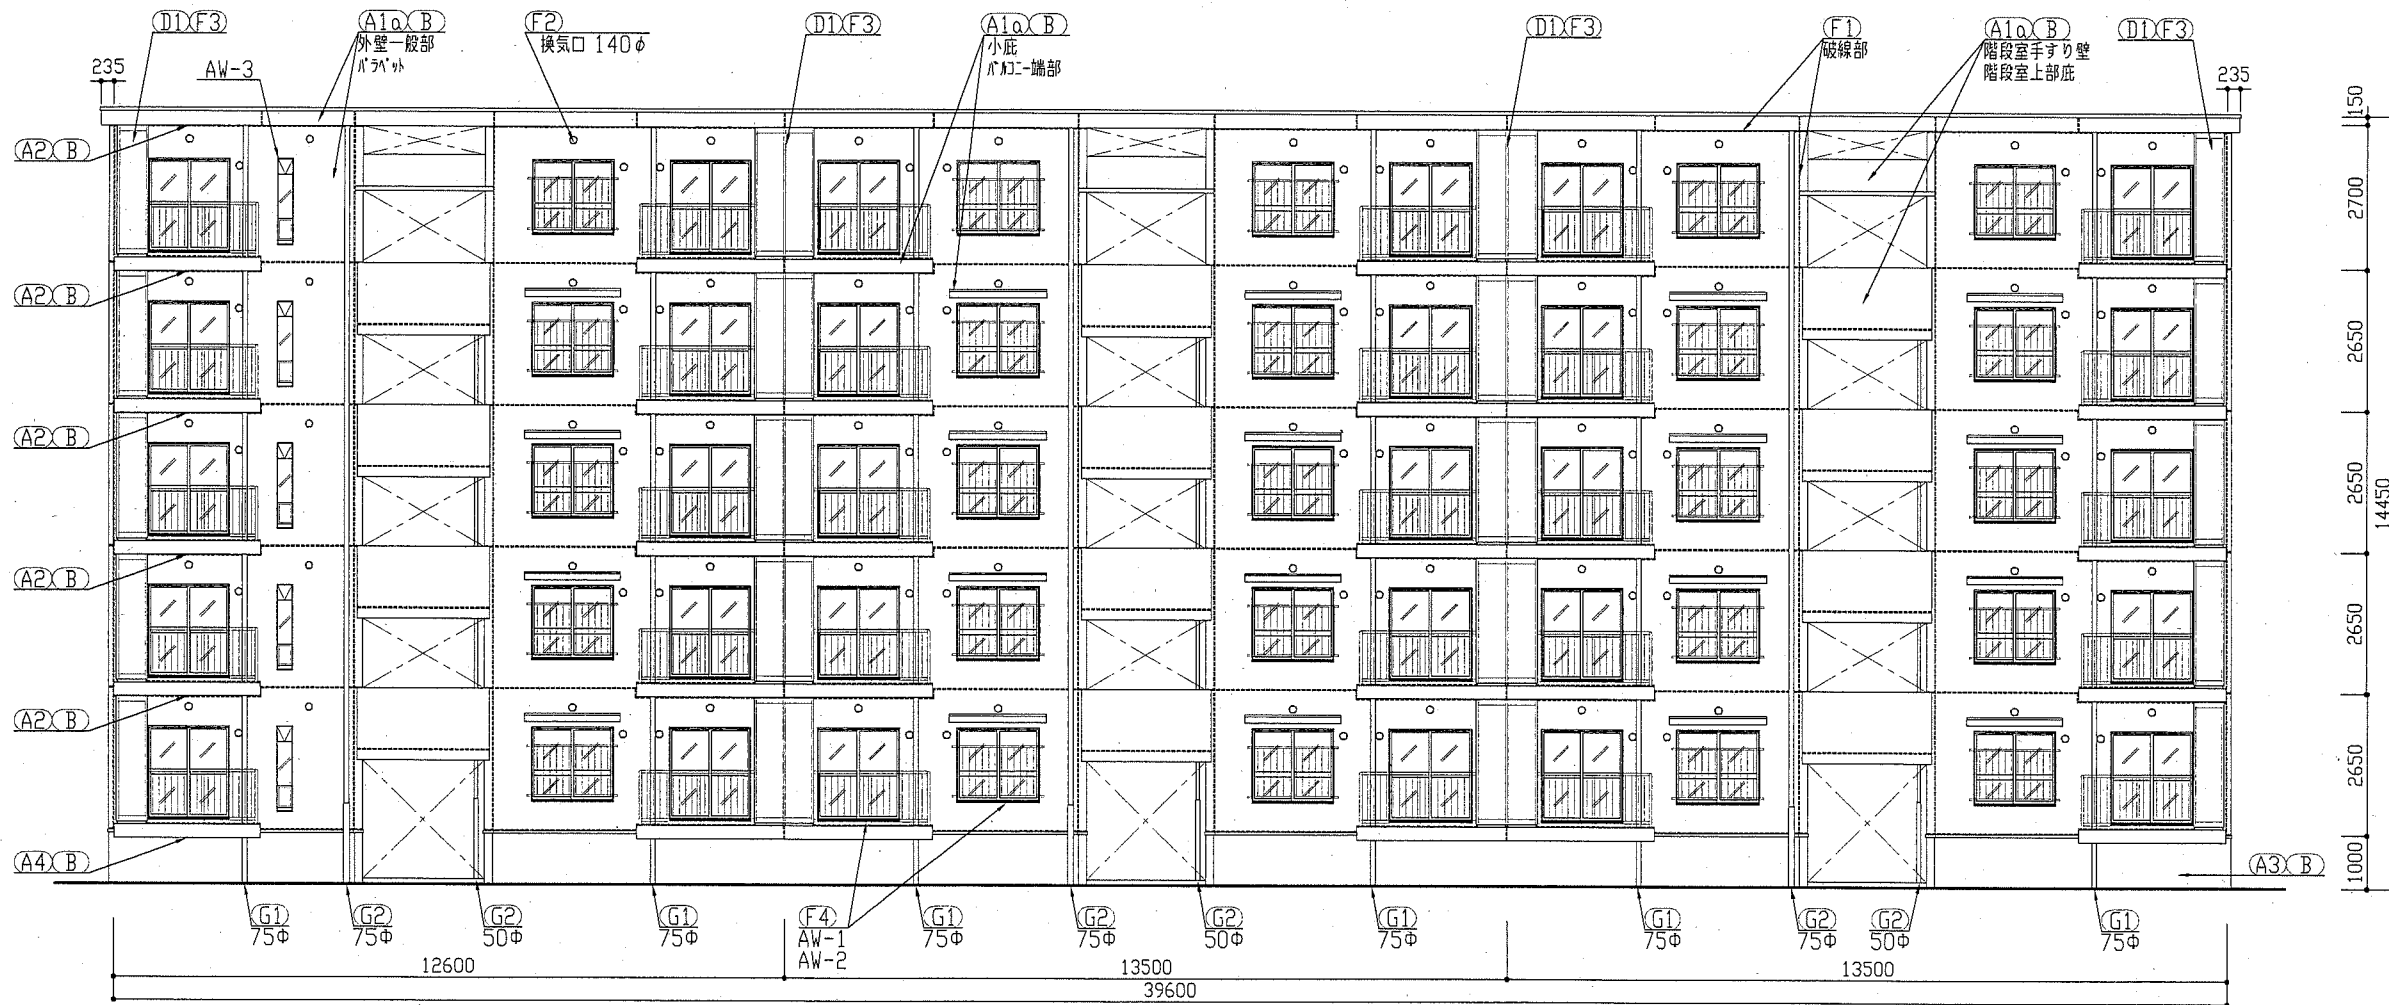 D1 F3
A1a B
外壁一般部
パラペット
F2
換気口 140φ
D1 F3
A1a B
小庇
バルコニー端部
D1 F3
F1
破線部
A1a B
階段室手すり壁
階段室上部庇
D1 F3
235
AW-3
235
150
A2 B
2700
A2 B
2650
A2 B
2650
14450
A2 B
2650
A2 B
2650
A4 B
A3 B
1000
G1
75Φ
G2
75Φ
G2
50Φ
G1
75Φ
F4
AW-1
AW-2
G1
75Φ
G2
75Φ
G2
50Φ
G1
75Φ
G1
75Φ
G2
75Φ
G2
50Φ
G1
75Φ
12600
13500
13500
39600